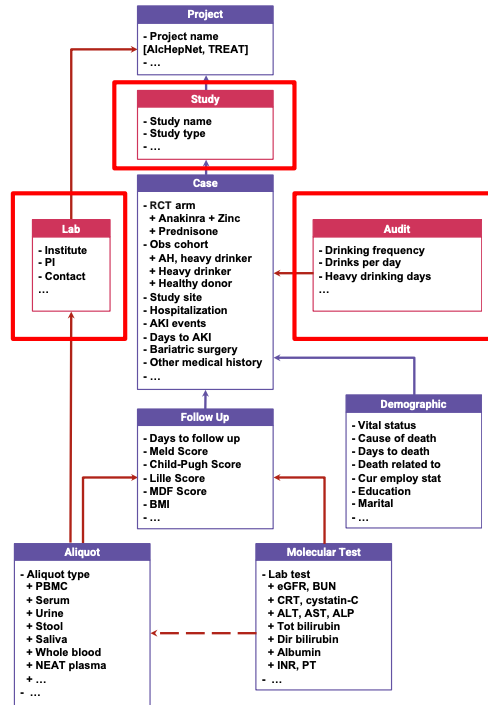 Project
- Project name
[AlcHepNet, TREAT]
- ...
Study
- Study name
- Study type
- ...
Case
- RCT arm
+ Anakinra + Zinc
+ Prednisone
- Obs cohort
+ AH, heavy drinker
+ Heavy drinker
+ Healthy donor
- Study site
- Hospitalization
- AKI events
- Days to AKI
- Bariatric surgery
- Other medical history
- ...
Lab
- Institute
- PI
- Contact
...
Audit
- Drinking frequency
- Drinks per day
- Heavy drinking days
...
Follow Up
- Days to follow up
- Meld Score
- Child-Pugh Score
- Lille Score
- MDF Score
- BMI
- ...
Demographic
- Vital status
- Cause of death
- Days to death
- Death related to
- Cur employ stat
- Education
- Marital
- ...
Aliquot
- Aliquot type
+ PBMC
+ Serum
+ Urine
+ Stool
+ Saliva
+ Whole blood
+ NEAT plasma
+ ...
- ...
Molecular Test
- Lab test
+ eGFR, BUN
+ CRT, cystatin-C
+ ALT, AST, ALP
+ Tot bilirubin
+ Dir bilirubin
+ Albumin
+ INR, PT
- ...